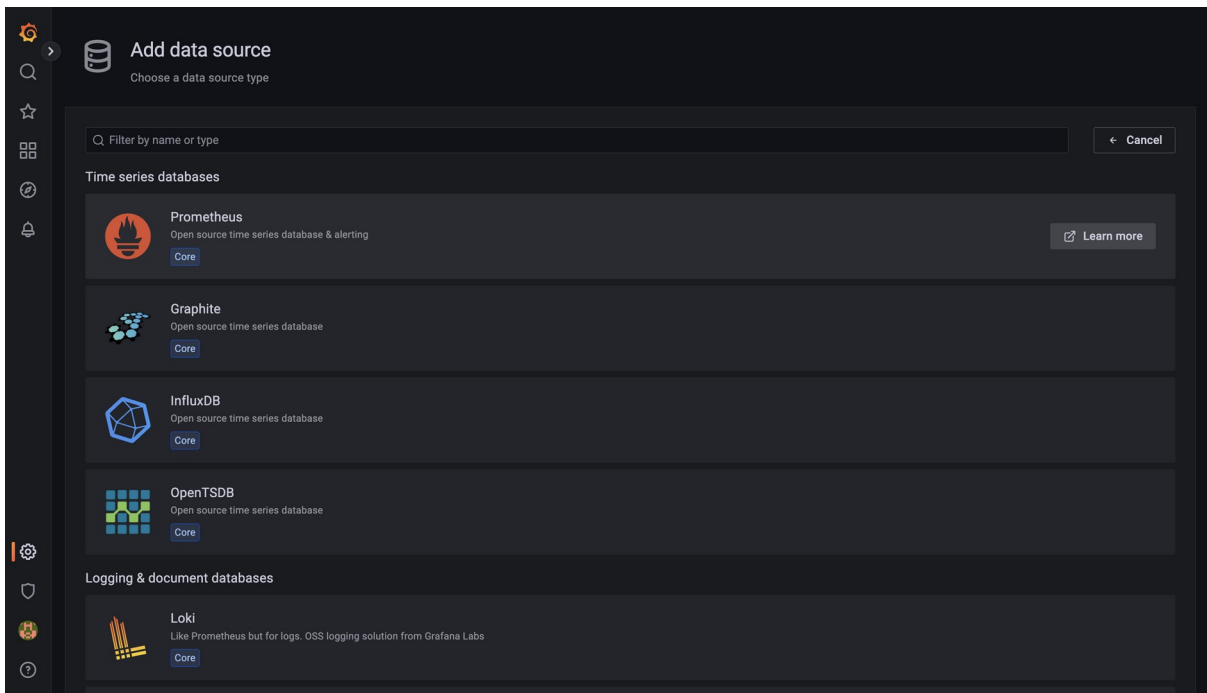 Add data source
Choose a data source type
Filter by name or type
← Cancel
Time series databases
Prometheus
Open source time series database & alerting
Core
Learn more
Graphite
Open source time series database
Core
InfluxDB
Open source time series database
Core
OpenTSDB
Open source time series database
Core
Logging & document databases
Loki
Like Prometheus but for logs. OSS logging solution from Grafana Labs
Core